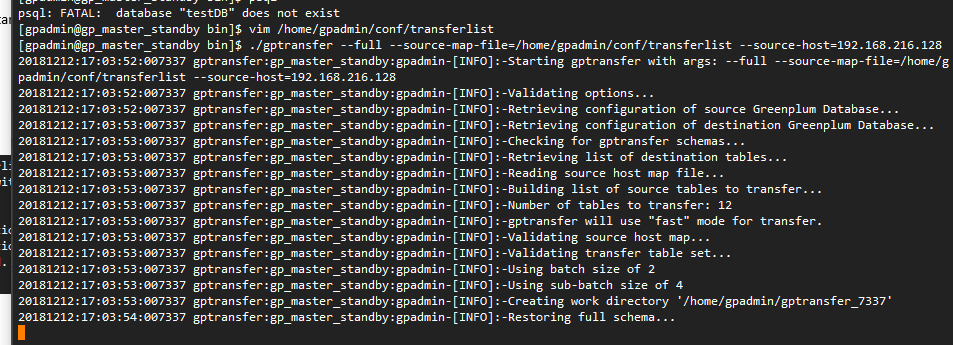 psql: FATAL:  database "testDB" does not exist
[gpadmin@gp_master_standby bin]$ vim /home/gpadmin/conf/transferlist
[gpadmin@gp_master_standby bin]$ ./gptransfer --full --source-map-file=/home/gpadmin/conf/transferlist --source-host=192.168.216.128
20181212:17:03:52:007337 gptransfer:gp_master_standby:gpadmin-[INFO]:-Starting gptransfer with args: --full --source-map-file=/home/g
padmin/conf/transferlist --source-host=192.168.216.128
20181212:17:03:52:007337 gptransfer:gp_master_standby:gpadmin-[INFO]:-Validating options...
20181212:17:03:52:007337 gptransfer:gp_master_standby:gpadmin-[INFO]:-Retrieving configuration of source Greenplum Database...
20181212:17:03:53:007337 gptransfer:gp_master_standby:gpadmin-[INFO]:-Retrieving configuration of destination Greenplum Database...
20181212:17:03:53:007337 gptransfer:gp_master_standby:gpadmin-[INFO]:-Checking for gptransfer schemas...
20181212:17:03:53:007337 gptransfer:gp_master_standby:gpadmin-[INFO]:-Retrieving list of destination tables...
20181212:17:03:53:007337 gptransfer:gp_master_standby:gpadmin-[INFO]:-Reading source host map file...
20181212:17:03:53:007337 gptransfer:gp_master_standby:gpadmin-[INFO]:-Building list of source tables to transfer...
20181212:17:03:53:007337 gptransfer:gp_master_standby:gpadmin-[INFO]:-Number of tables to transfer: 12
20181212:17:03:53:007337 gptransfer:gp_master_standby:gpadmin-[INFO]:-gptransfer will use "fast" mode for transfer.
20181212:17:03:53:007337 gptransfer:gp_master_standby:gpadmin-[INFO]:-Validating source host map...
20181212:17:03:53:007337 gptransfer:gp_master_standby:gpadmin-[INFO]:-Validating transfer table set...
20181212:17:03:53:007337 gptransfer:gp_master_standby:gpadmin-[INFO]:-Using batch size of 2
20181212:17:03:53:007337 gptransfer:gp_master_standby:gpadmin-[INFO]:-Using sub-batch size of 4
20181212:17:03:53:007337 gptransfer:gp_master_standby:gpadmin-[INFO]:-Creating work directory '/home/gpadmin/gptransfer_7337'
20181212:17:03:54:007337 gptransfer:gp_master_standby:gpadmin-[INFO]:-Restoring full schema...